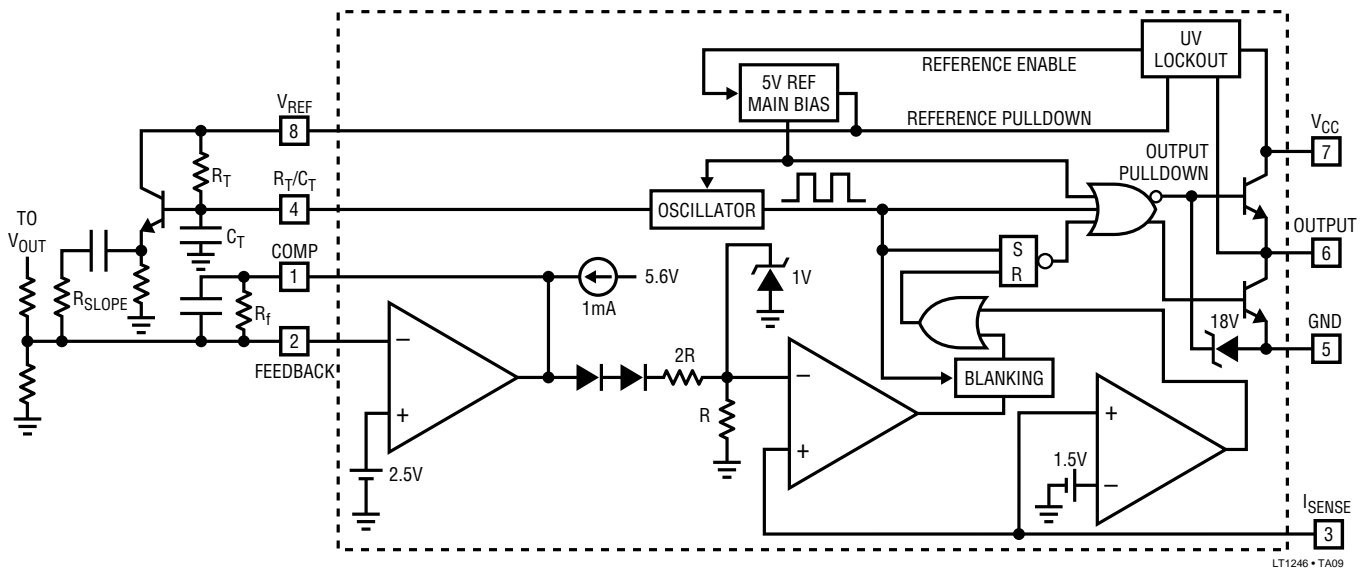 UV
LOCKOUT
REFERENCE ENABLE
5V REF
MAIN BIAS
V_REF
8
REFERENCE PULLDOWN
V_CC
7
OUTPUT
PULLDOWN
R_T
R_T/C_T
4
OSCILLATOR
TO
V_OUT
C_T
OUTPUT
6
S
R
COMP
1
5.6V
1V
1mA
R_SLOPE
R_f
18V
GND
5
2
FEEDBACK
–
2R
–
BLANKING
R
+
+
+
2.5V
1.5V
–
I_SENSE
3
LT1246 • TA09